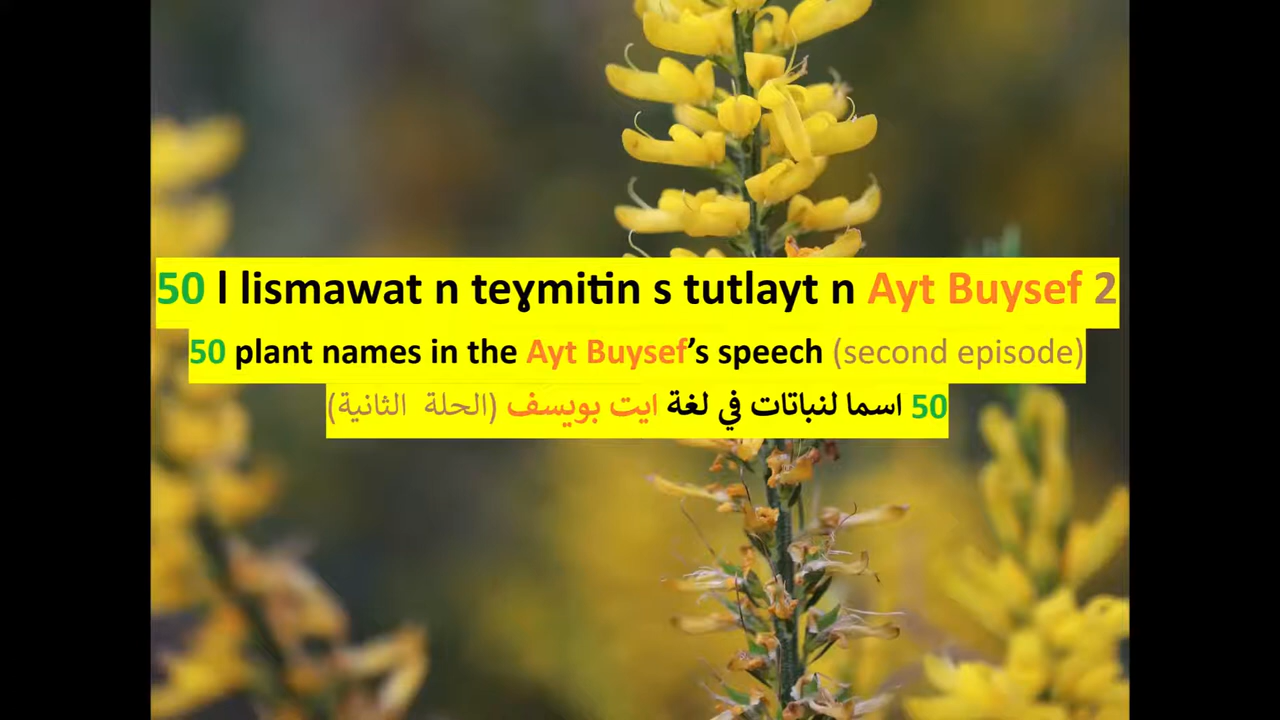 50 l lismawat n teɣmitin s tutlayt n Ayt Buysef 2
50 plant names in the Ayt Buysef’s speech (second episode)
50 اسما لنباتات في لغة ايت بويسف (الحلة الثانية)